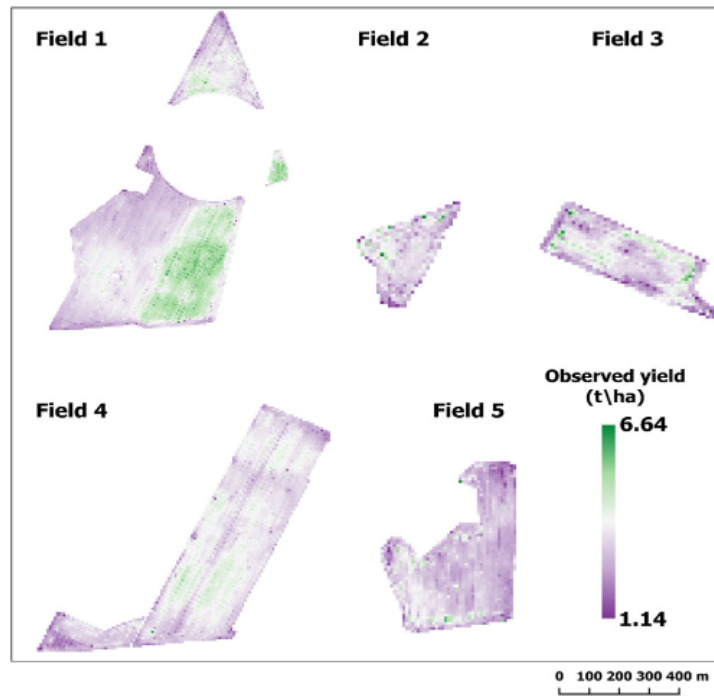 Field 1
Field 2
Field 3
Field 4
Field 5
Observed yield
(t\ha)
6.64
1.14
0 100 200 300 400 m